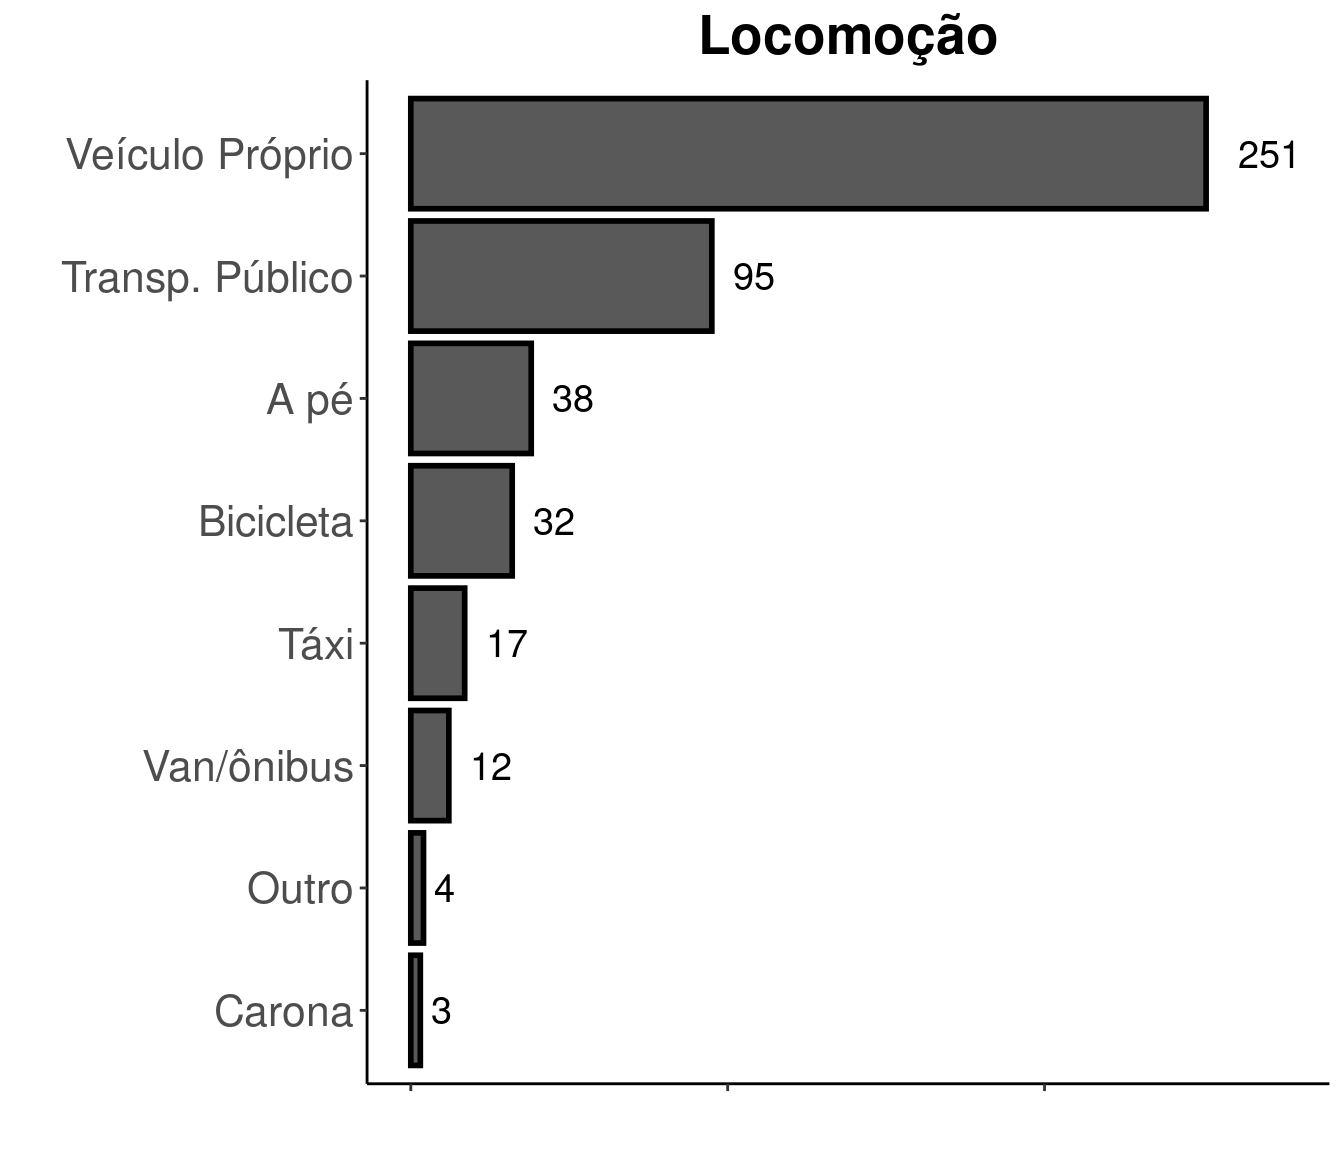 Locomoção
Veículo Próprio 251
Transp. Público 95
A pé 38
Bicicleta 32
Táxi 17
Van/ônibus 12
Outro 4
Carona 3